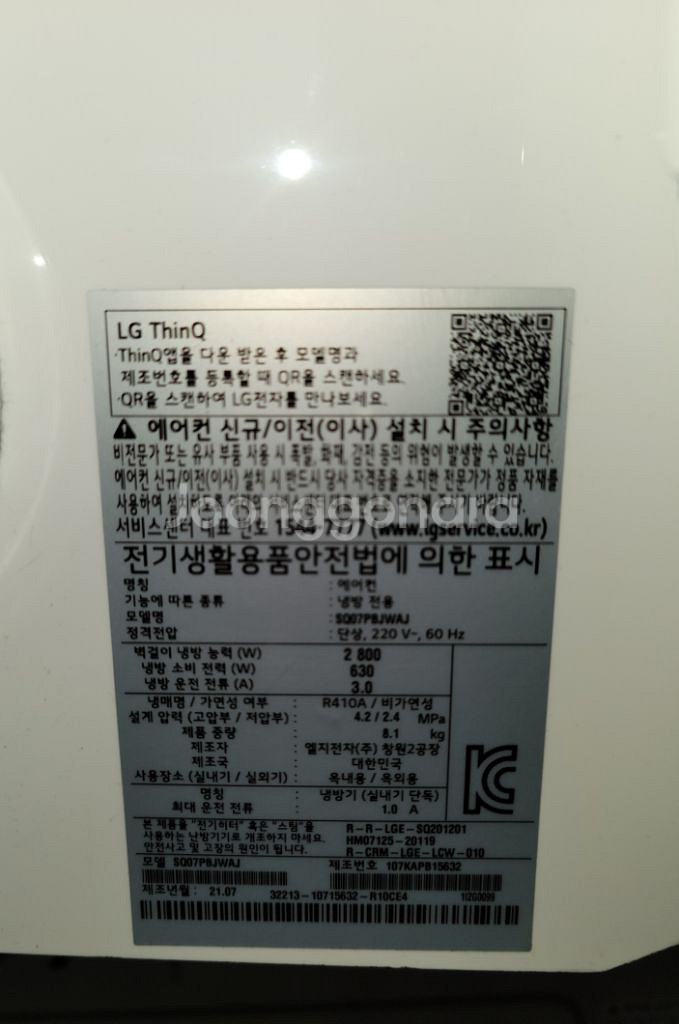 LG ThinQ
·ThinQ앱을 다운 받은 후 모델명과
제조번호를 등록할 때 QR을 스캔하세요.
·QR을 스캔하여 LG전자를 만나보세요.
에어컨 신규/이전(이사) 설치 시 주의사항
비전문가 또는 유사 부품 사용 시 폭발, 화재, 감전 등의 위험이 발생할 수 있습니다.
에어컨 신규/이전(이사) 설치 시 반드시 당사 자격증을 소지한 전문가가 정품 자재를
사용하여
서비스센터 대표 번호 1544-7777 (www.lgservice.co.kr)
joonggonara
전기생활용품안전법에 의한 표시
명칭 : 에어컨
기능에 따른 종류 : 냉방 전용
모델명 : SQ07PBJWAJ
정격전압 : 단상, 220 V~, 60 Hz
벽걸이 냉방 능력 (W) 2 800
냉방 소비 전력 (W) 630
냉방 운전 전류 (A) 3.0
냉매명 / 가연성 여부 : R410A / 비가연성
설계 압력 (고압부 / 저압부) : 4.2 / 2.4 MPa
제품 중량 : 8.1 kg
제조자 : 엘지전자(주) 창원2공장
제조국 : 대한민국
사용장소 (실내기 / 실외기) : 옥내용 / 옥외용
명칭 : 냉방기 (실내기 단독)
최대 운전 전류 : 1.0 A
본 제품을 "전기히터" 혹은 "스팀"을
사용하는 난방기기로 개조하지 마세요.
안전사고 및 고장의 원인이 됩니다.
R-R-LGE-SQ201201
HM07125-20119
R-CRM-LGE-LCW-010
모델 SQ07PBJWAJ 제조번호 107KAPB15632
제조년월 : 21.07 32213-10715632-R10CE4